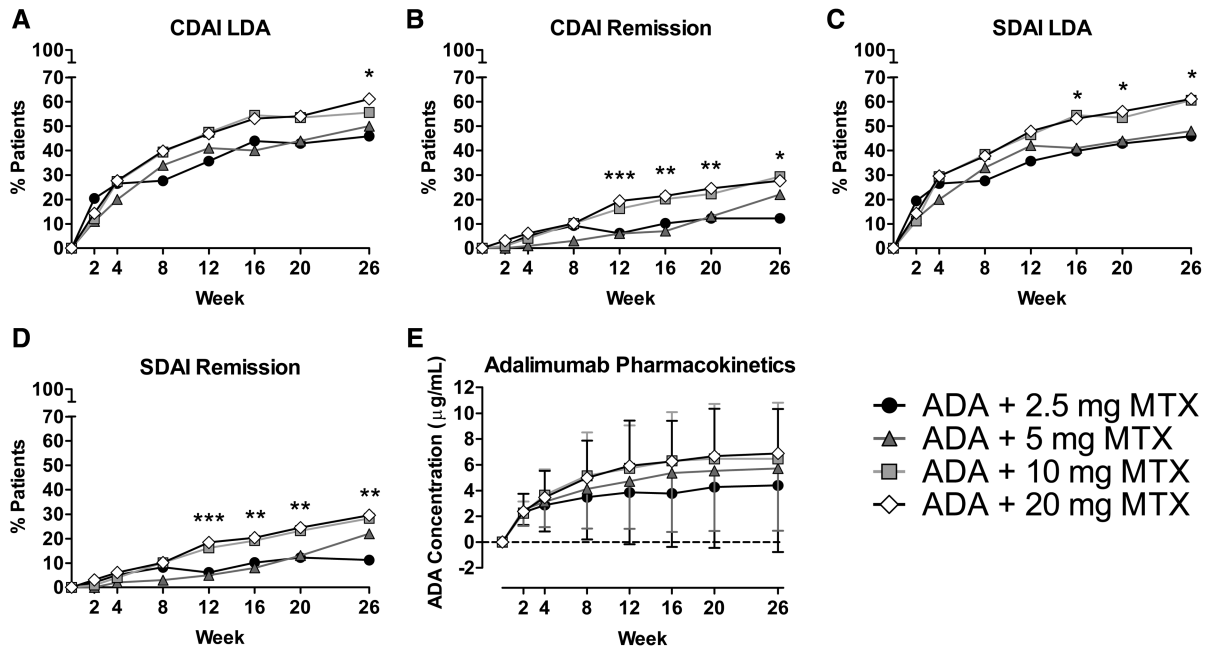 A
CDAI LDA
100
70
60
50
40
30
20
10
0
% Patients
*
2 4 8 12 16 20 26
Week
B
CDAI Remission
100
70
60
50
40
30
20
10
0
% Patients
*** ** ** *
2 4 8 12 16 20 26
Week
C
SDAI LDA
100
70
60
50
40
30
20
10
0
% Patients
* * *
2 4 8 12 16 20 26
Week
D
SDAI Remission
100
70
60
50
40
30
20
10
0
% Patients
*** ** ** **
2 4 8 12 16 20 26
Week
E
Adalimumab Pharmacokinetics
12
10
8
6
4
2
0
-2
ADA Concentration (μg/mL)
2 4 8 12 16 20 26
Week
ADA + 2.5 mg MTX
ADA + 5 mg MTX
ADA + 10 mg MTX
ADA + 20 mg MTX